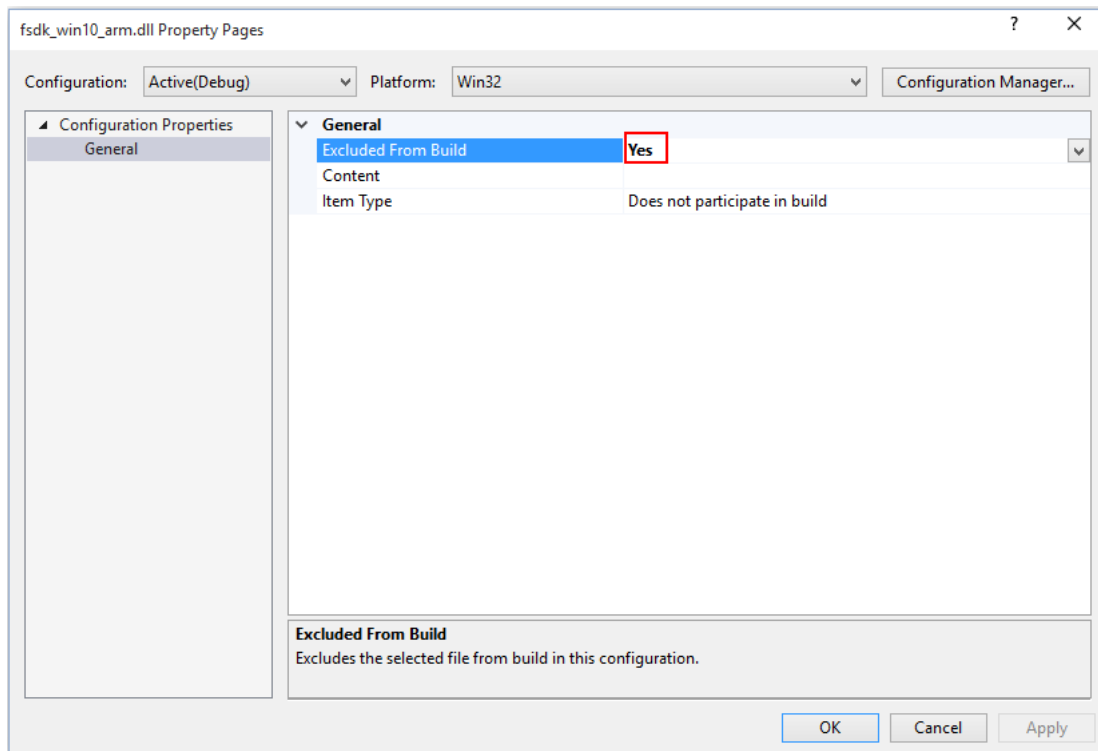 fsdk_win10_arm.dll Property Pages ?
Configuration: Active(Debug) Platform: Win32 Configuration Manager...
Configuration Properties
General
General
Excluded From Build Yes
Content
Item Type Does not participate in build
Excluded From Build
Excludes the selected file from build in this configuration.
OK Cancel Apply